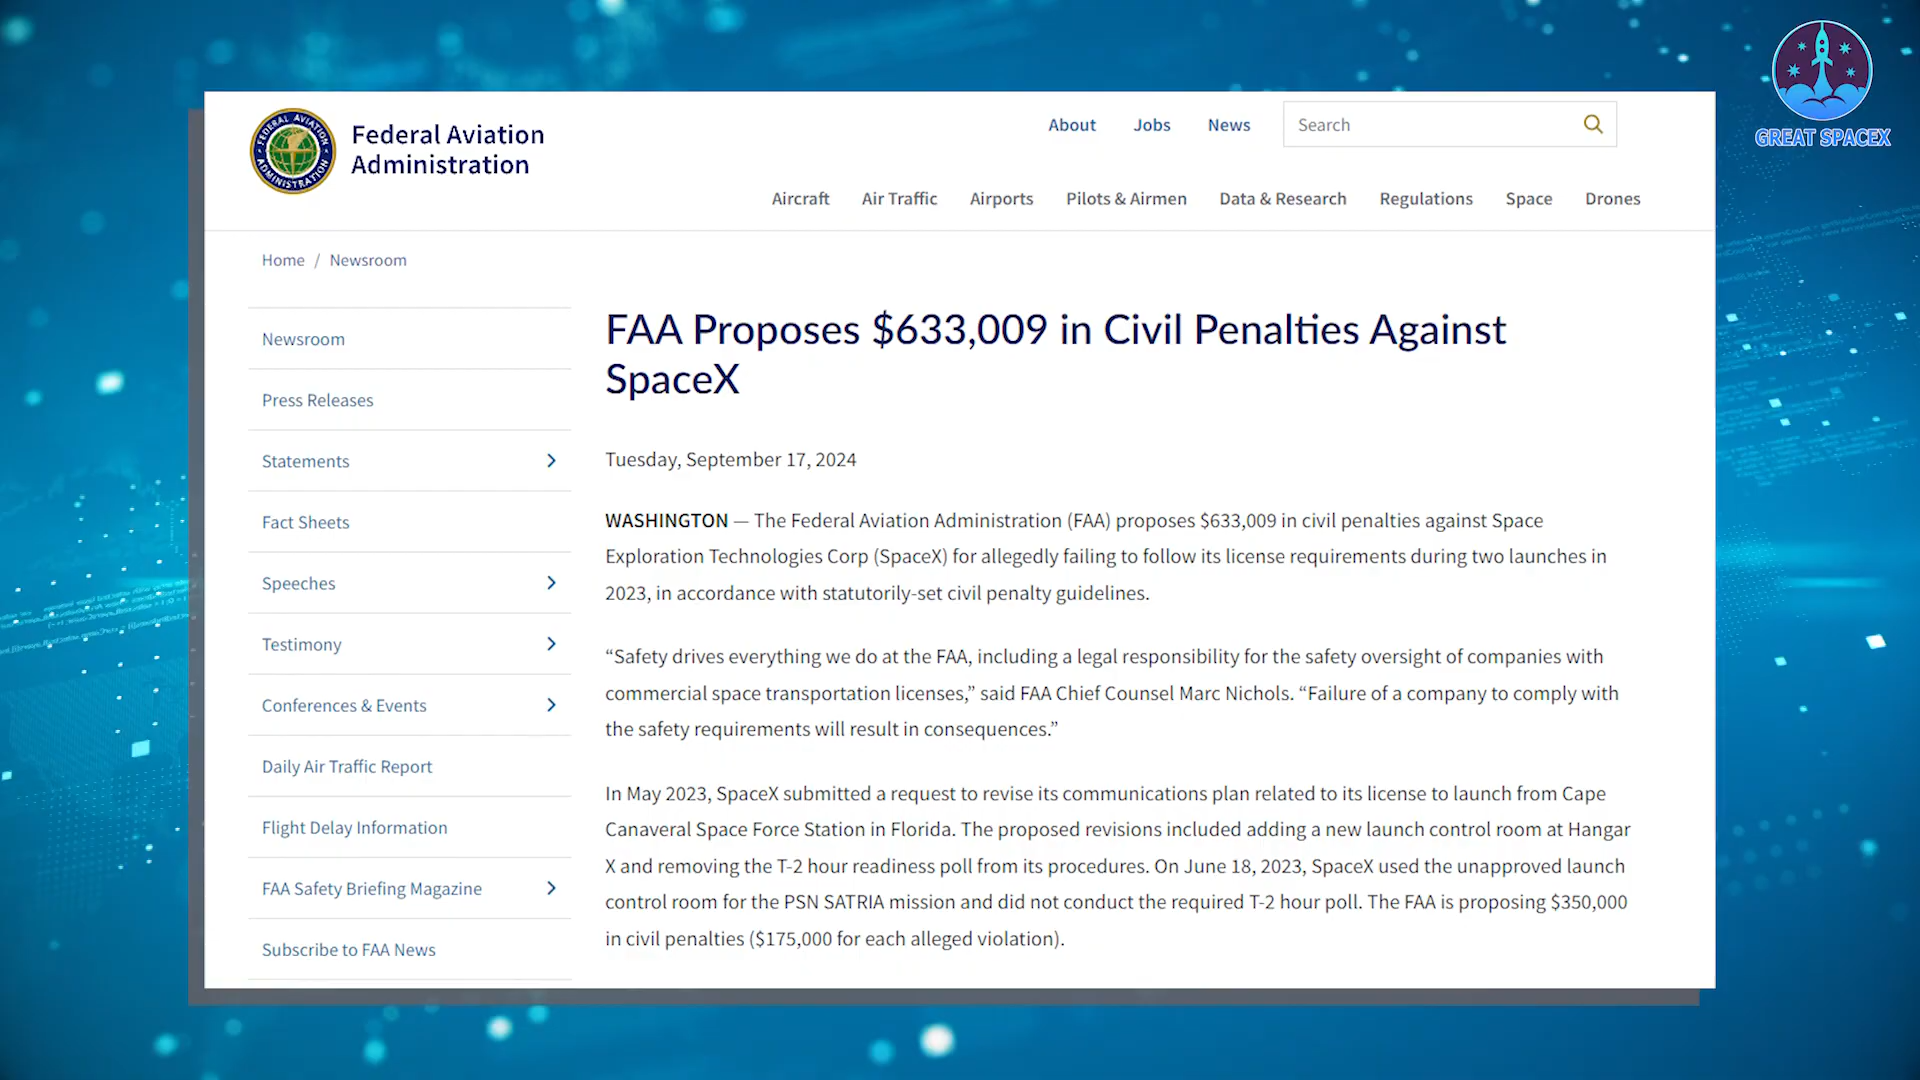 GREAT SPACEX
FEDERAL AVIATION
ADMINISTRATION
Federal Aviation
Administration
About
Jobs
News
Search
Aircraft
Air Traffic
Airports
Pilots & Airmen
Data & Research
Regulations
Space
Drones
Home / Newsroom
Newsroom
Press Releases
Statements
Fact Sheets
Speeches
Testimony
Conferences & Events
Daily Air Traffic Report
Flight Delay Information
FAA Safety Briefing Magazine
Subscribe to FAA News
FAA Proposes $633,009 in Civil Penalties Against
SpaceX
Tuesday, September 17, 2024
WASHINGTON — The Federal Aviation Administration (FAA) proposes $633,009 in civil penalties against Space
Exploration Technologies Corp (SpaceX) for allegedly failing to follow its license requirements during two launches in
2023, in accordance with statutorily-set civil penalty guidelines.
“Safety drives everything we do at the FAA, including a legal responsibility for the safety oversight of companies with
commercial space transportation licenses,” said FAA Chief Counsel Marc Nichols. “Failure of a company to comply with
the safety requirements will result in consequences.”
In May 2023, SpaceX submitted a request to revise its communications plan related to its license to launch from Cape
Canaveral Space Force Station in Florida. The proposed revisions included adding a new launch control room at Hangar
X and removing the T-2 hour readiness poll from its procedures. On June 18, 2023, SpaceX used the unapproved launch
control room for the PSN SATRIA mission and did not conduct the required T-2 hour poll. The FAA is proposing $350,000
in civil penalties ($175,000 for each alleged violation).